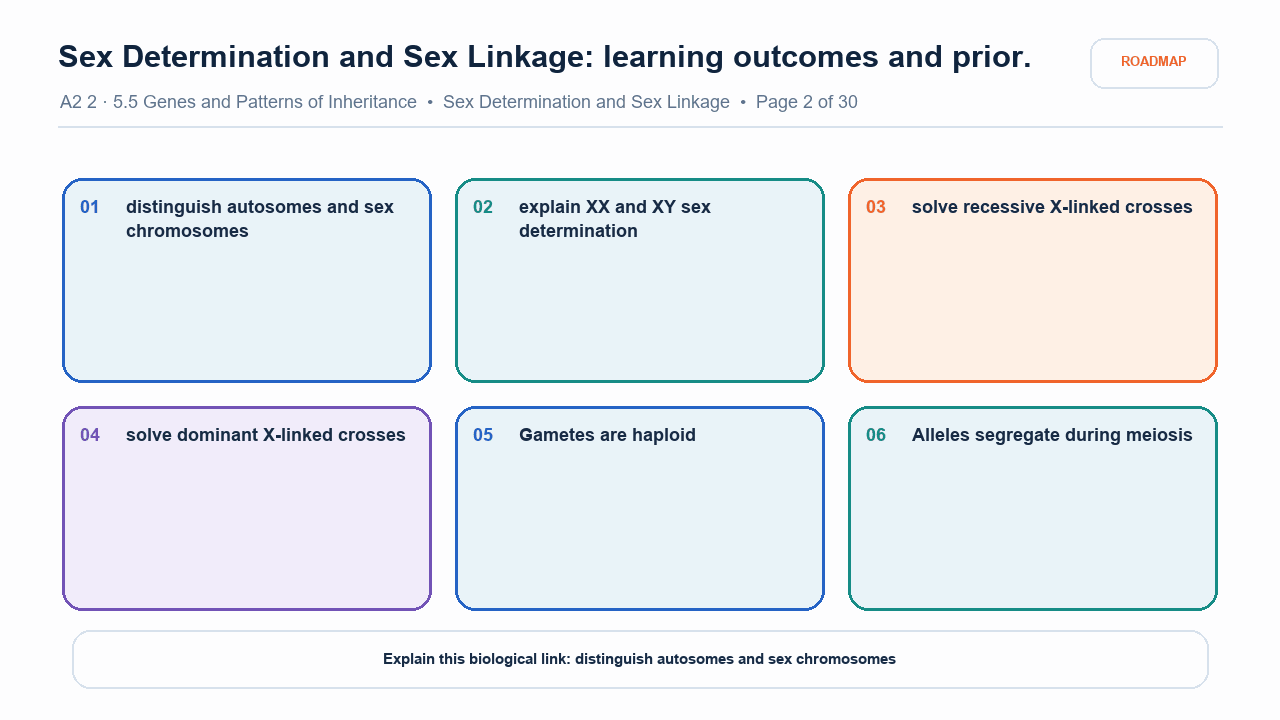 Sex Determination and Sex Linkage: learning outcomes and prior.
ROADMAP
A2 2 · 5.5 Genes and Patterns of Inheritance • Sex Determination and Sex Linkage • Page 2 of 30
01 distinguish autosomes and sex
chromosomes
02 explain XX and XY sex
determination
03 solve recessive X-linked crosses
04 solve dominant X-linked crosses
05 Gametes are haploid
06 Alleles segregate during meiosis
Explain this biological link: distinguish autosomes and sex chromosomes